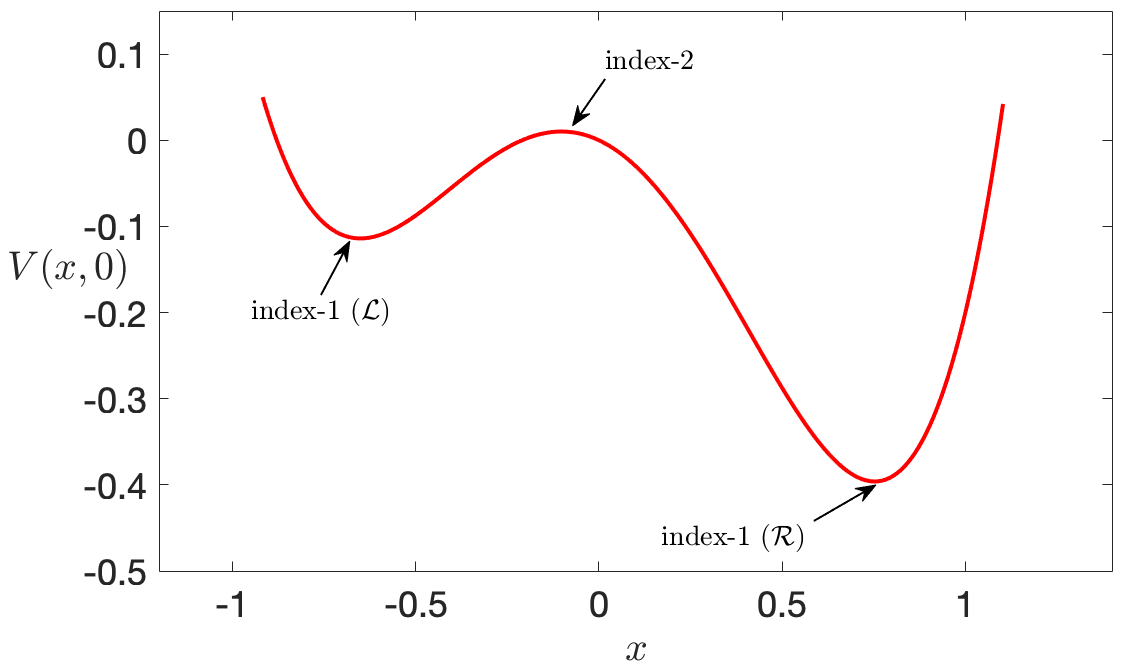 0.1
index-2
0
-0.1
V(x, 0)
index-1 (ℒ)
-0.2
-0.3
-0.4
index-1 (ℛ)
-0.5
-1
-0.5
0
0.5
1
x